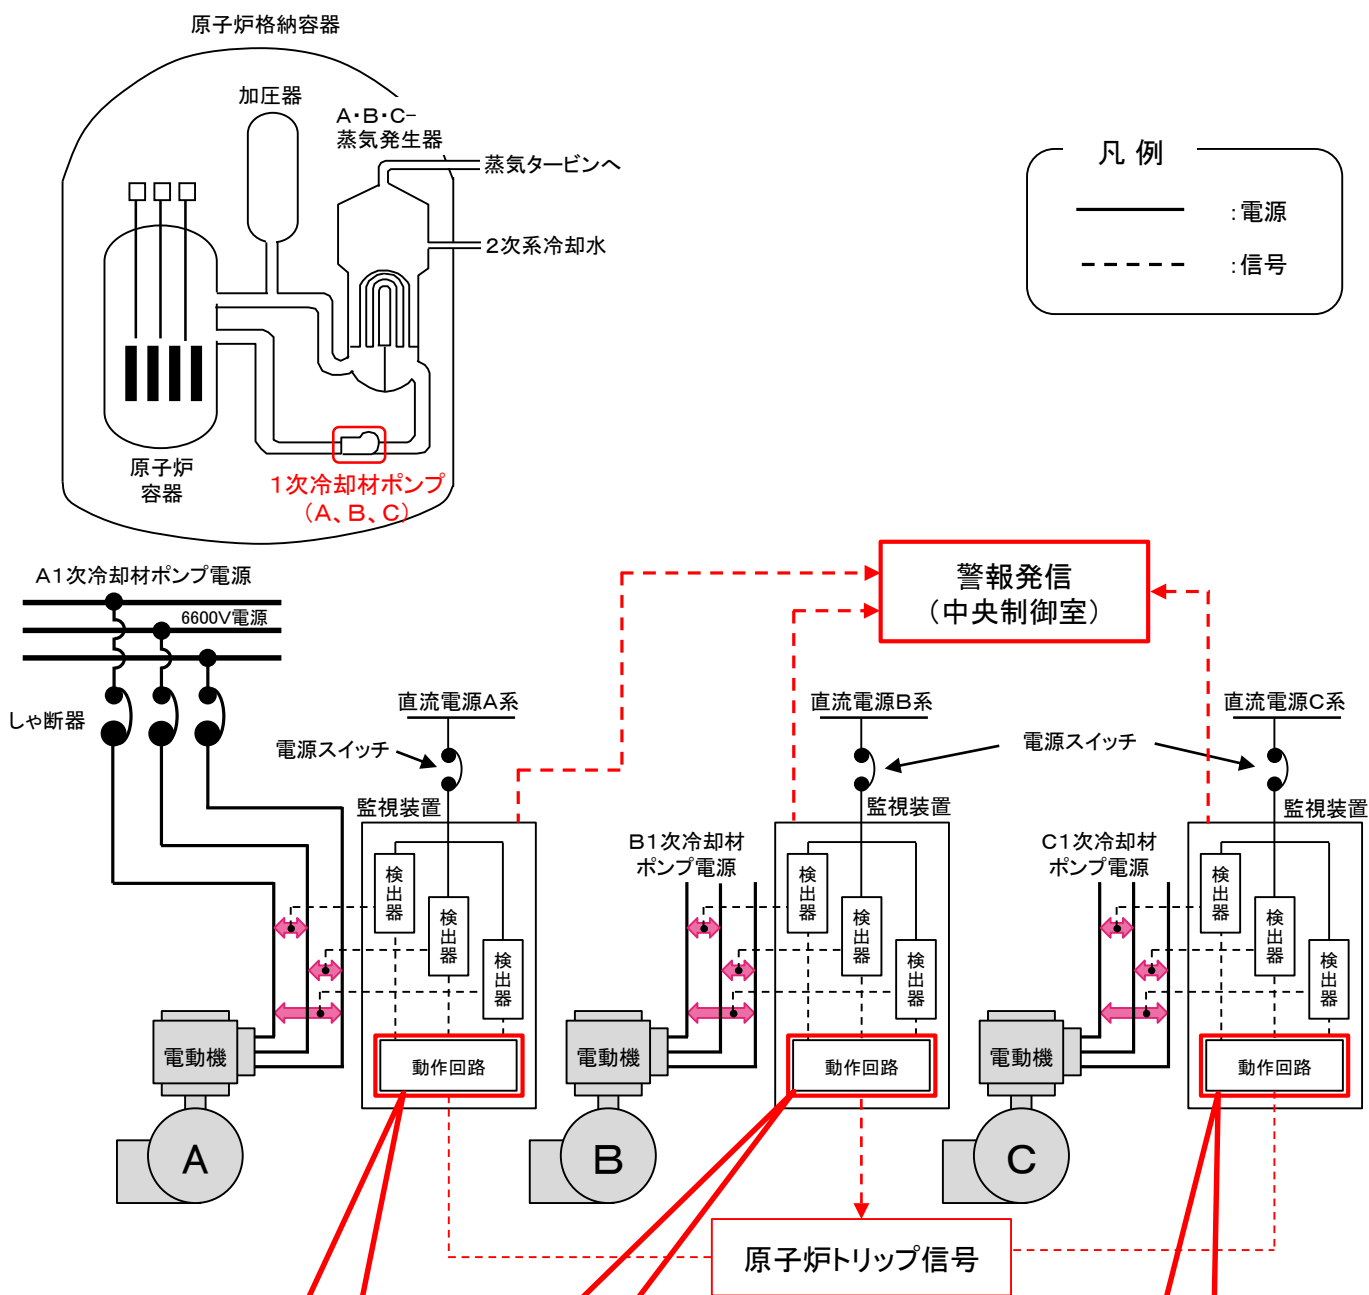 原子炉格納容器
加圧器
A・B・C-
蒸気発生器
蒸気タービンへ
2次系冷却水
凡 例
:電源
:信号
原子炉
容器
1次冷却材ポンプ
(A、B、C)
A1次冷却材ポンプ電源
6600V電源
警報発信
(中央制御室)
しゃ断器
直流電源A系
直流電源B系
直流電源C系
電源スイッチ
電源スイッチ
監視装置
監視装置
監視装置
B1次冷却材
ポンプ電源
C1次冷却材
ポンプ電源
検出器
検出器
検出器
検出器
検出器
検出器
検出器
検出器
検出器
電動機
動作回路
電動機
動作回路
電動機
動作回路
A
B
C
原子炉トリップ信号